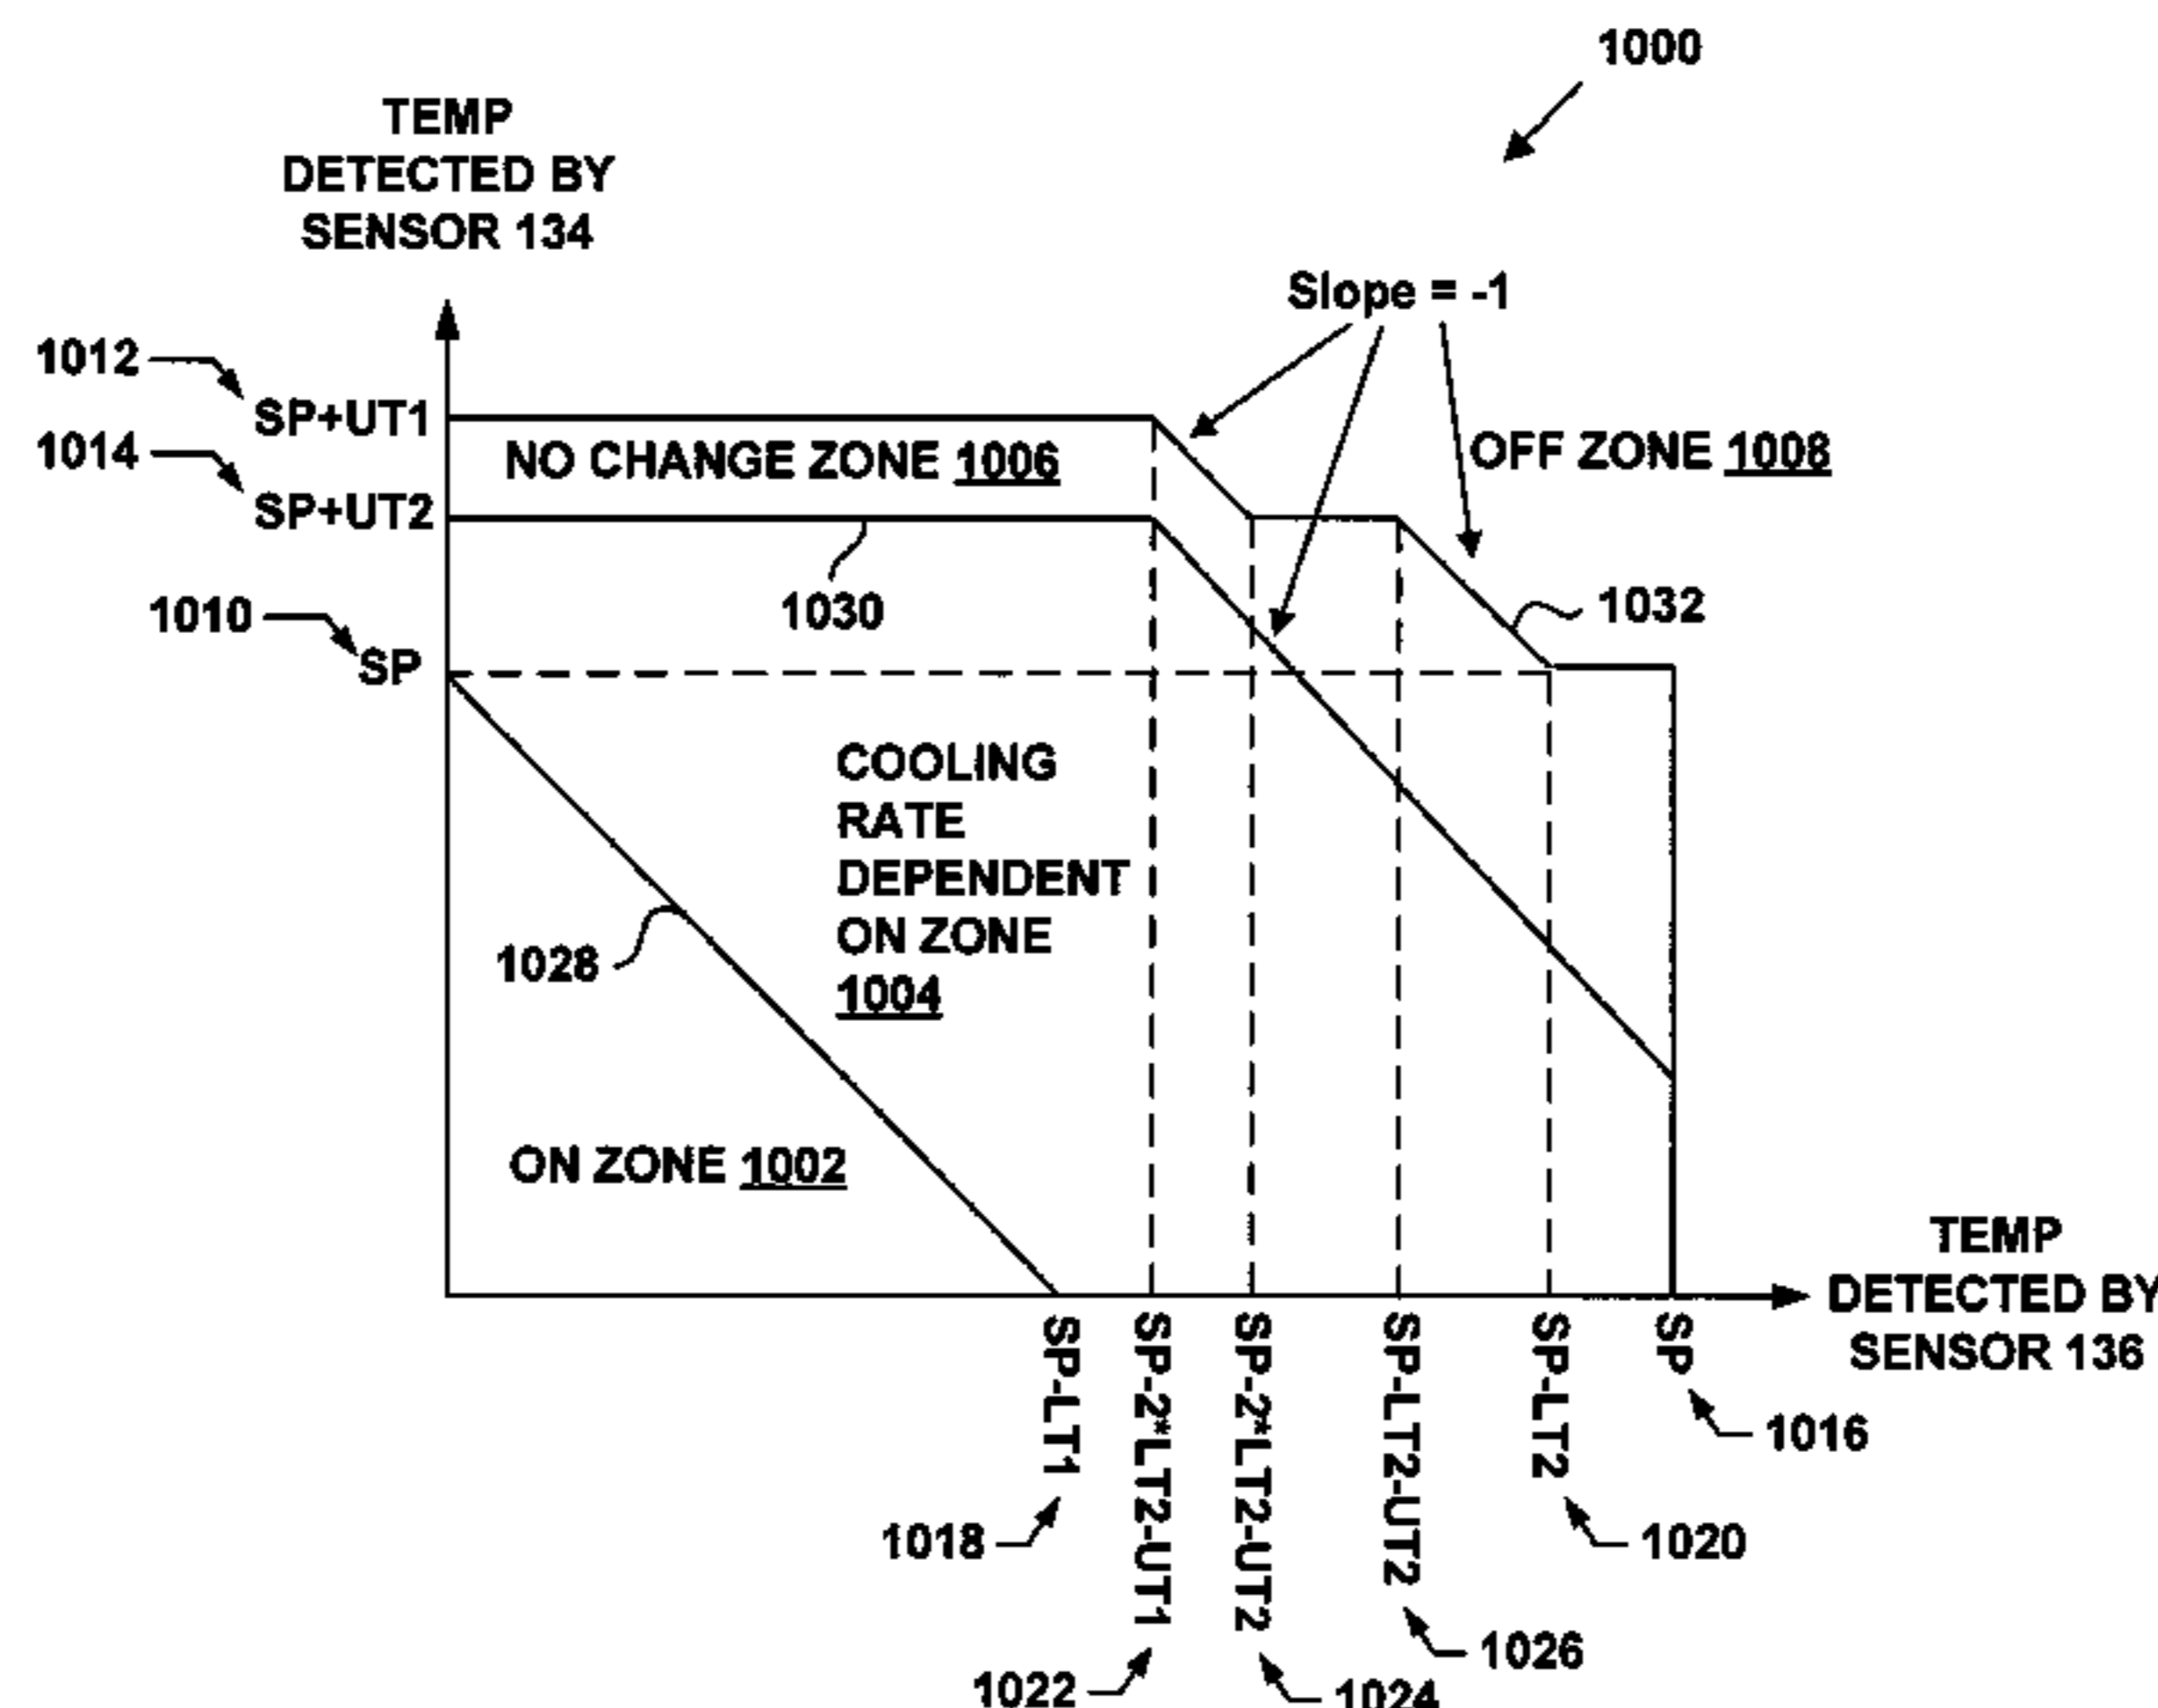 1000
TEMP
DETECTED BY
SENSOR 134
Slope = -1
1012
SP+UT1
1014
NO CHANGE ZONE 1006
OFF ZONE 1008
SP+UT2
1010
1030
1032
SP
COOLING
RATE
DEPENDENT
ON ZONE
1004
1028
ON ZONE 1002
TEMP
DETECTED BY
SENSOR 136
SP-LT1
SP-2*LT2-UT1
SP-2*LT2-UT2
SP-LT2-UT2
SP-LT2
SP
1016
1018
1020
1026
1022
1024